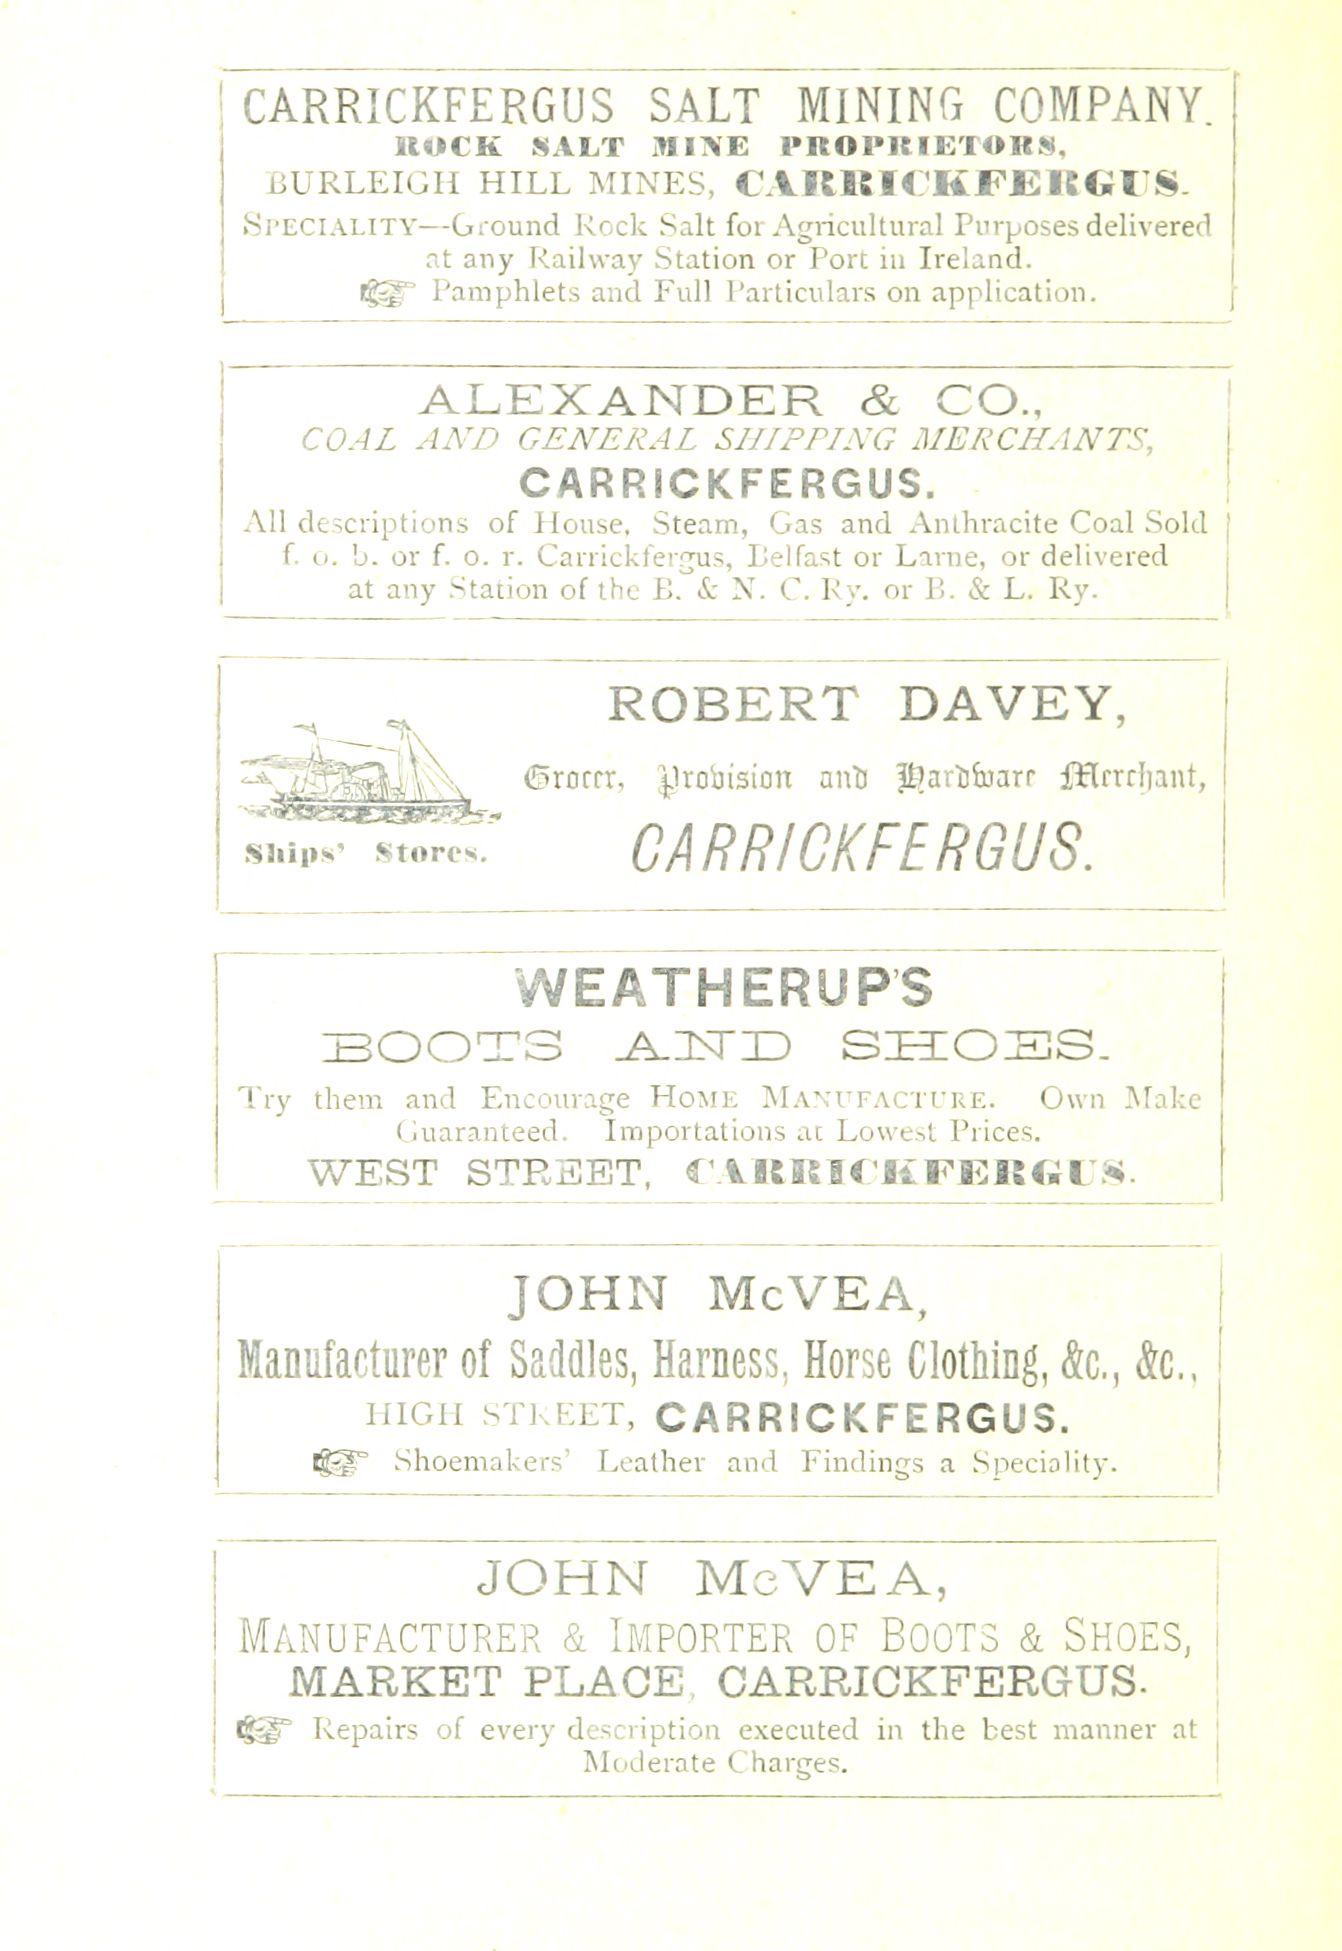 CARRICKFERGUS SALT MINING COMPANY.
ROCK SALT MINE PROPRIETORS,
BURLEIGH HILL MINES, CARRICKFERGUS.
SPECIALITY—Ground Rock Salt for Agricultural Purposes delivered
at any Railway Station or Port in Ireland.
☞ Pamphlets and Full Particulars on application.
ALEXANDER & CO.,
COAL AND GENERAL SHIPPING MERCHANTS,
CARRICKFERGUS.
All descriptions of House, Steam, Gas and Anthracite Coal Sold
f. o. b. or f. o. r. Carrickfergus, Belfast or Larne, or delivered
at any Station of the B. & N. C. Ry. or B. & L. Ry.
ROBERT DAVEY,
Grocer, Provision and Hardware Merchant,
Ships' Stores.
CARRICKFERGUS.
WEATHERUP'S
BOOTS AND SHOES.
Try them and Encourage HOME MANUFACTURE. Own Make
Guaranteed. Importations at Lowest Prices.
WEST STREET, CARRICKFERGUS.
JOHN McVEA,
Manufacturer of Saddles, Harness, Horse Clothing, &c., &c.,
HIGH STREET, CARRICKFERGUS.
☞ Shoemakers' Leather and Findings a Speciality.
JOHN McVEA,
MANUFACTURER & IMPORTER OF BOOTS & SHOES,
MARKET PLACE, CARRICKFERGUS.
☞ Repairs of every description executed in the best manner at
Moderate Charges.